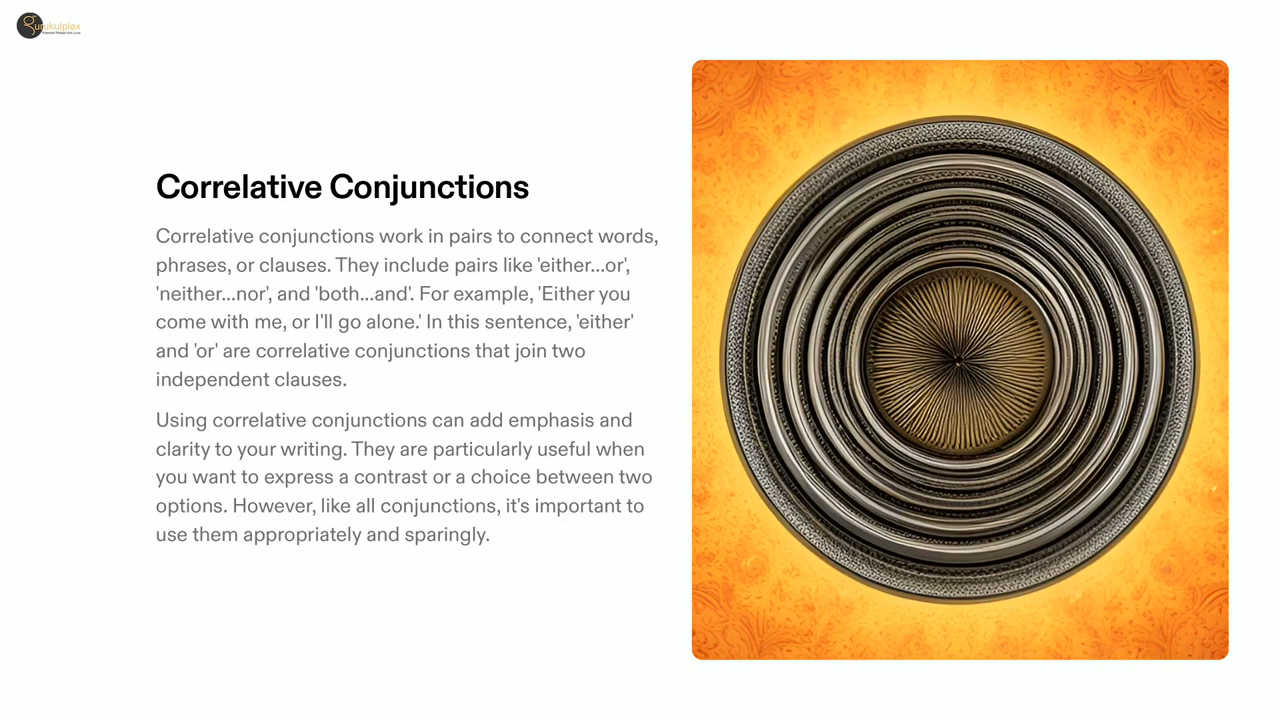 gurukulplex
Correlative Conjunctions
Correlative conjunctions work in pairs to connect words,
phrases, or clauses. They include pairs like 'either...or',
'neither...nor', and 'both...and'. For example, 'Either you
come with me, or I'll go alone.' In this sentence, 'either'
and 'or' are correlative conjunctions that join two
independent clauses.
Using correlative conjunctions can add emphasis and
clarity to your writing. They are particularly useful when
you want to express a contrast or a choice between two
options. However, like all conjunctions, it's important to
use them appropriately and sparingly.